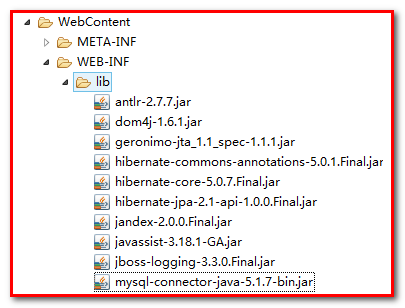 WebContent
META-INF
WEB-INF
lib
antlr-2.7.7.jar
dom4j-1.6.1.jar
geronimo-jta_1.1_spec-1.1.1.jar
hibernate-commons-annotations-5.0.1.Final.jar
hibernate-core-5.0.7.Final.jar
hibernate-jpa-2.1-api-1.0.0.Final.jar
jandex-2.0.0.Final.jar
javassist-3.18.1-GA.jar
jboss-logging-3.3.0.Final.jar
mysql-connector-java-5.1.7-bin.jar